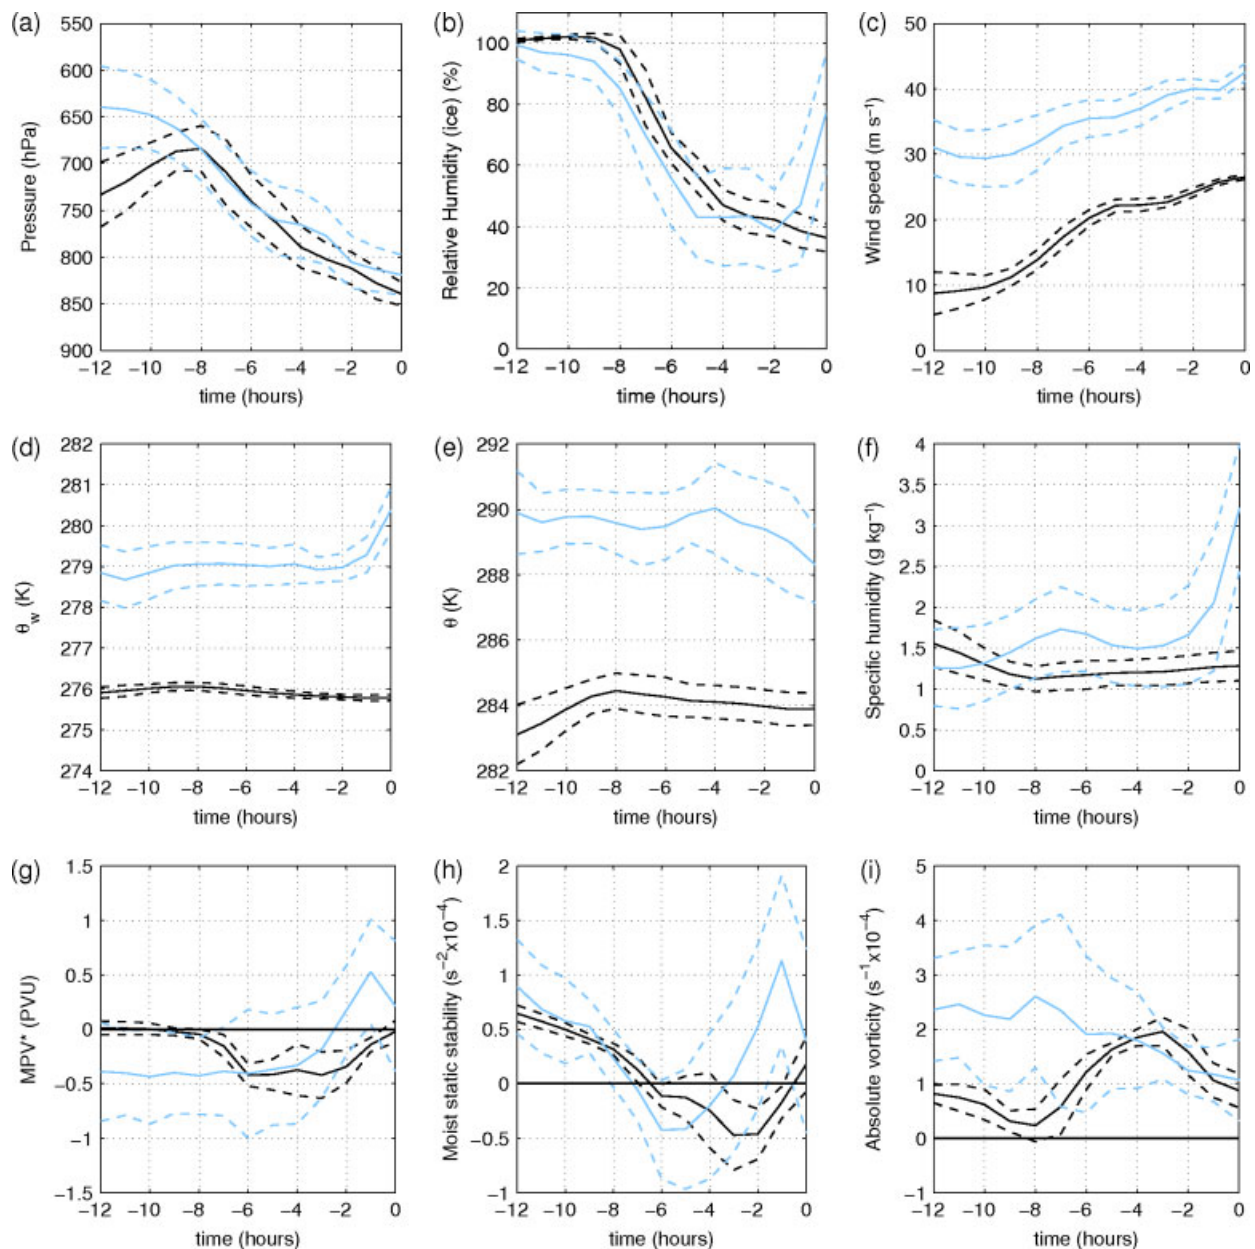 (a)
550
600
650
700
750
800
850
900
Pressure (hPa)
−12 −10 −8 −6 −4 −2 0
time (hours)
(b)
100
80
60
40
20
0
Relative Humidity (ice) (%)
−12 −10 −8 −6 −4 −2 0
time (hours)
(c)
50
40
30
20
10
0
Wind speed (m s⁻¹)
−12 −10 −8 −6 −4 −2 0
time (hours)
(d)
282
281
280
279
278
277
276
275
274
θw (K)
−12 −10 −8 −6 −4 −2 0
time (hours)
(e)
292
290
288
286
284
282
θ (K)
−12 −10 −8 −6 −4 −2 0
time (hours)
(f)
4
3.5
3
2.5
2
1.5
1
0.5
0
Specific humidity (g kg⁻¹)
−12 −10 −8 −6 −4 −2 0
time (hours)
(g)
1.5
1
0.5
0
−0.5
−1
−1.5
MPV* (PVU)
−12 −10 −8 −6 −4 −2 0
time (hours)
(h)
2
1.5
1
0.5
0
−0.5
−1
Moist static stability (s⁻²x10⁻⁴)
−12 −10 −8 −6 −4 −2 0
time (hours)
(i)
5
4
3
2
1
0
−1
Absolute vorticity (s⁻¹x10⁻⁴)
−12 −10 −8 −6 −4 −2 0
time (hours)